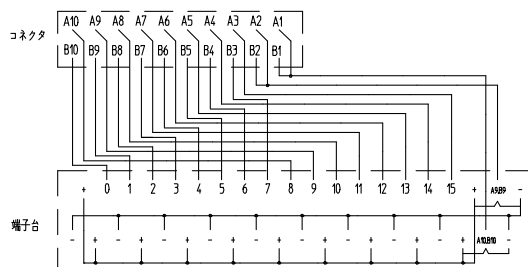 A10 A9 A8 A7 A6 A5 A4 A3 A2 A1
コネクタ
B10 B9 B8 B7 B6 B5 B4 B3 B2 B1
+ 0 1 2 3 4 5 6 7 8 9 10 11 12 13 14 15 + A9,B9 -
端子台
- + - + - + - + - + - + - + - + - + A10,B10 -